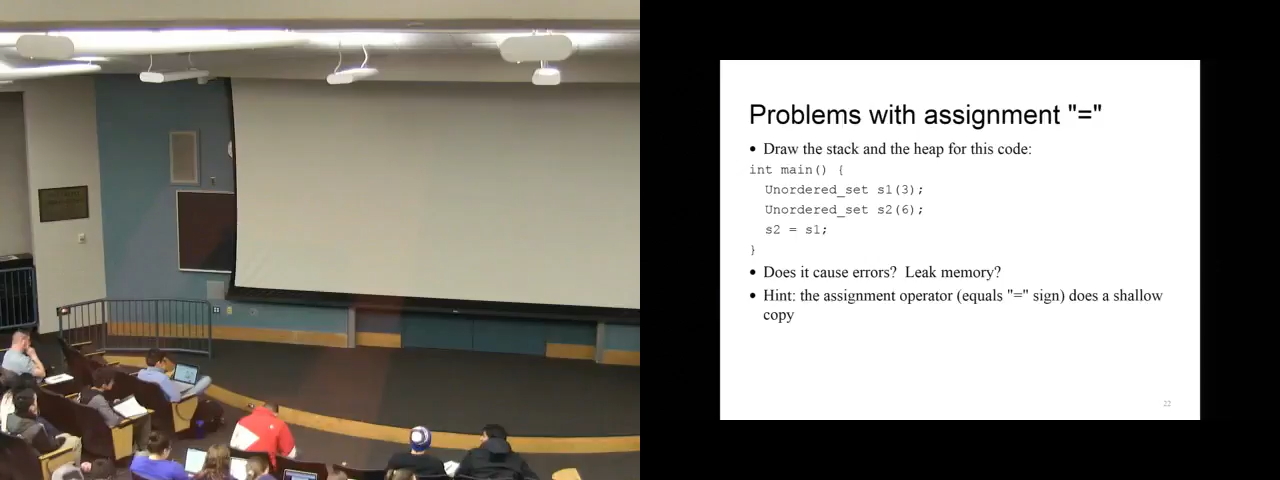 Problems with assignment "="
• Draw the stack and the heap for this code:
int main() {
Unordered_set s1(3);
Unordered_set s2(6);
s2 = s1;
}
• Does it cause errors? Leak memory?
• Hint: the assignment operator (equals "=" sign) does a shallow
copy
22